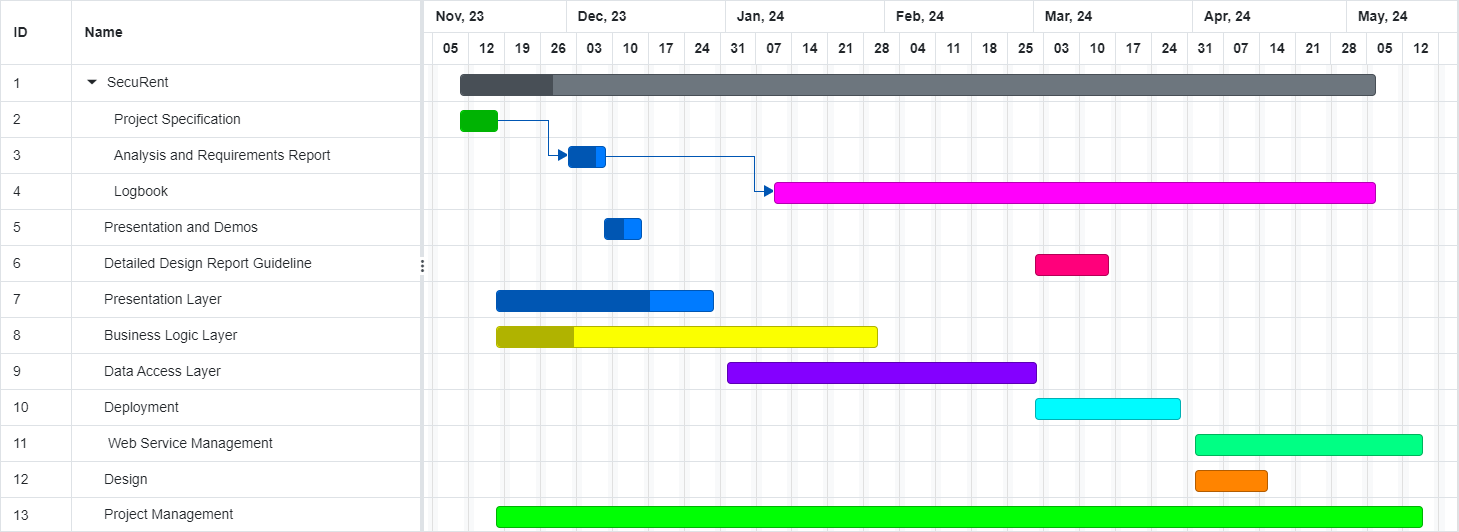 ID Name Nov, 23 Dec, 23 Jan, 24 Feb, 24 Mar, 24 Apr, 24 May, 24
05 12 19 26 03 10 17 24 31 07 14 21 28 04 11 18 25 03 10 17 24 31 07 14 21 28 05 12
1 SecuRent
2 Project Specification
3 Analysis and Requirements Report
4 Logbook
5 Presentation and Demos
6 Detailed Design Report Guideline
7 Presentation Layer
8 Business Logic Layer
9 Data Access Layer
10 Deployment
11 Web Service Management
12 Design
13 Project Management